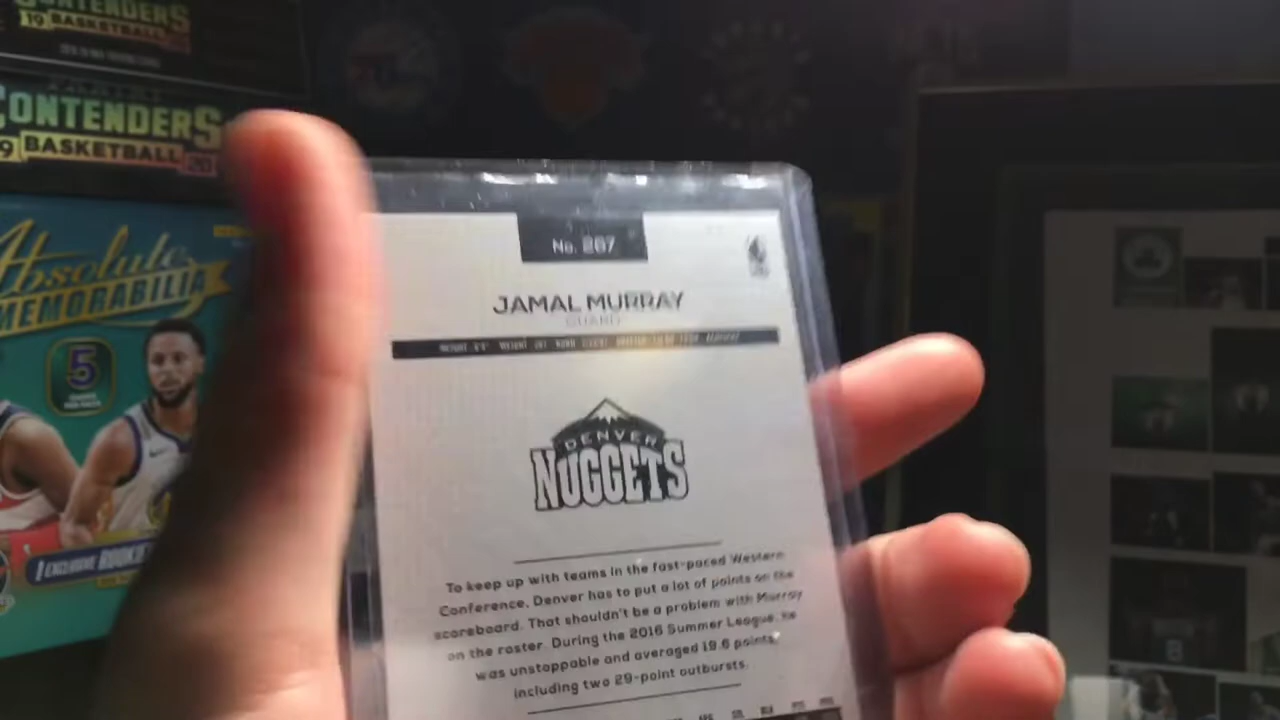 CONTENDERS
19 BASKETBALL
CONTENDERS
9 BASKETBALL 20
Absolute
MEMORABILIA
5
EXCLUSIVE ROOKIE
No. 267
JAMAL MURRAY
GUARD
DENVER
NUGGETS
To keep up with teams in the fast-paced Western
Conference, Denver has to put a lot of points on the
scoreboard. That shouldn't be a problem with Murray
on the roster. During the 2016 Summer League, he
was unstoppable and averaged 19.6 points,
including two 29-point outbursts.
8